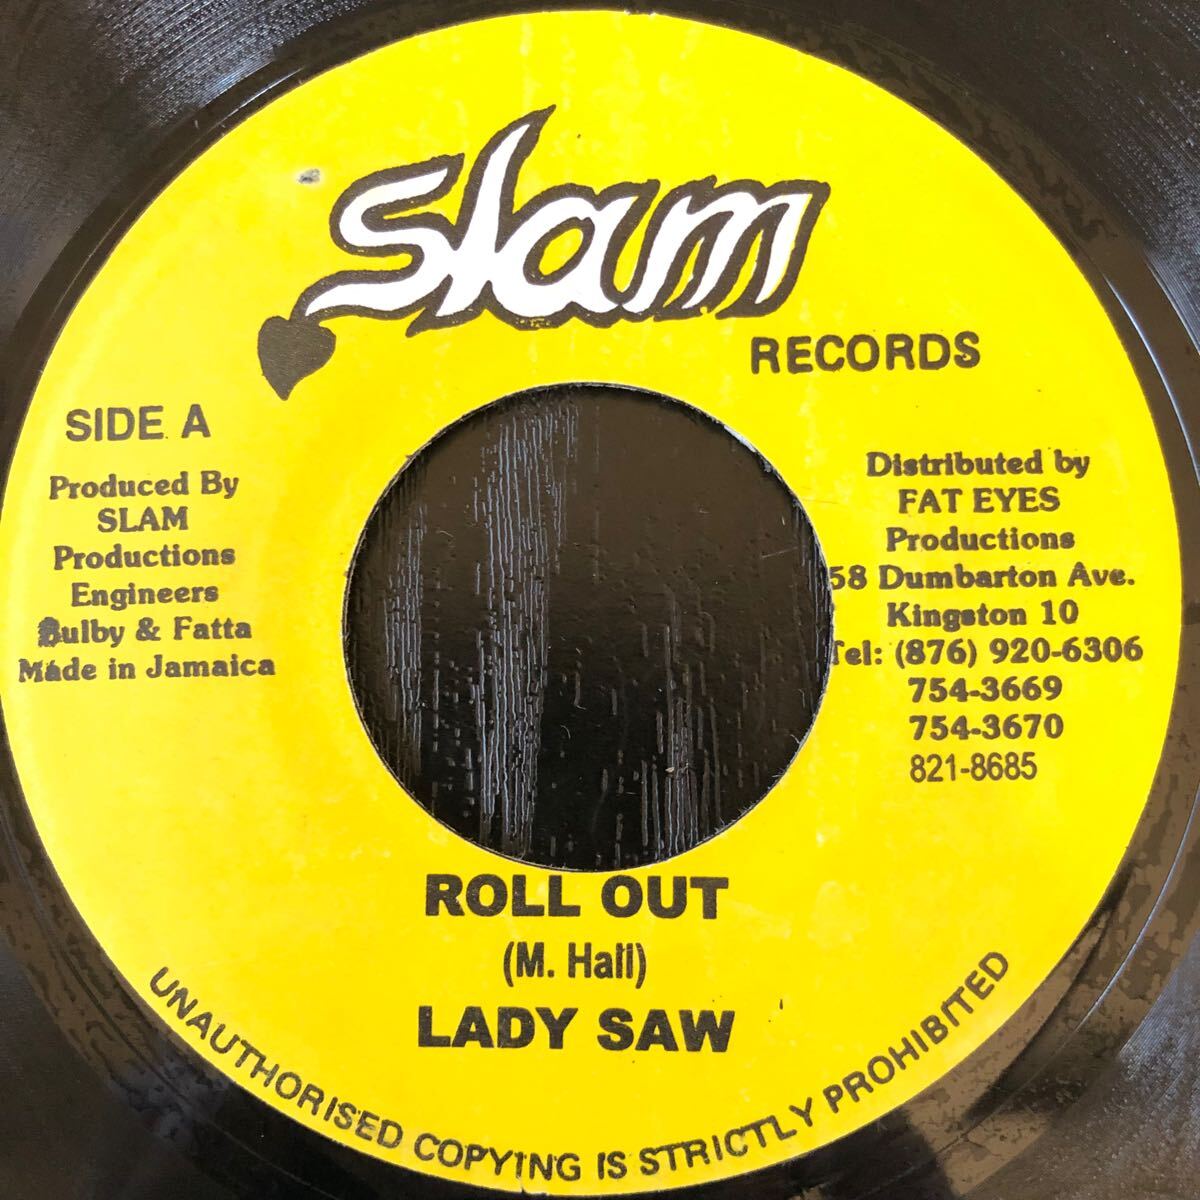 Slam
RECORDS
SIDE A
Produced By
SLAM
Productions
Engineers
Bulby & Fatta
Made in Jamaica
Distributed by
FAT EYES
Productions
58 Dumbarton Ave.
Kingston 10
Tel: (876) 920-6306
754-3669
754-3670
821-8685
ROLL OUT
(M. Hall)
LADY SAW
UNAUTHORISED COPYING IS STRICTLY PROHIBITED